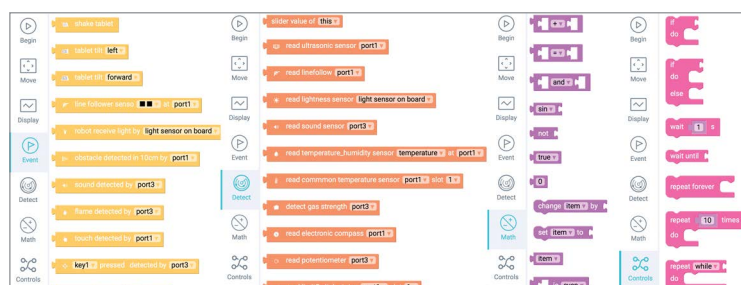 Begin
Move
Display
Event
Detect
Math
Controls
shake tablet
tablet tilt left
tablet tilt forward
line follower senso at port1
robot receive light by light sensor on board
obstacle detected in 10cm by port1
sound detected by port3
flame detected by port3
touch detected by port1
key1 pressed detected by port3
Begin
Move
Display
Event
Detect
Math
Controls
slider value of this
read ultrasonic sensor port1
read linefollow port1
read lightness sensor light sensor on board
read sound sensor port3
read temperature_humidity sensor temperature at port1
read commmon temperature sensor port1 slot 1
detect gas strength port3
read electronic compass port1
read potentiometer port3
Begin
Move
Display
Event
Detect
Math
Controls
+
=
and
sin
not
true
0
change item by
set item to
item
Begin
Move
Display
Event
Detect
Math
Controls
if
do
if
do
else
wait 1 s
wait until
repeat forever
repeat 10 times
do
repeat while
do